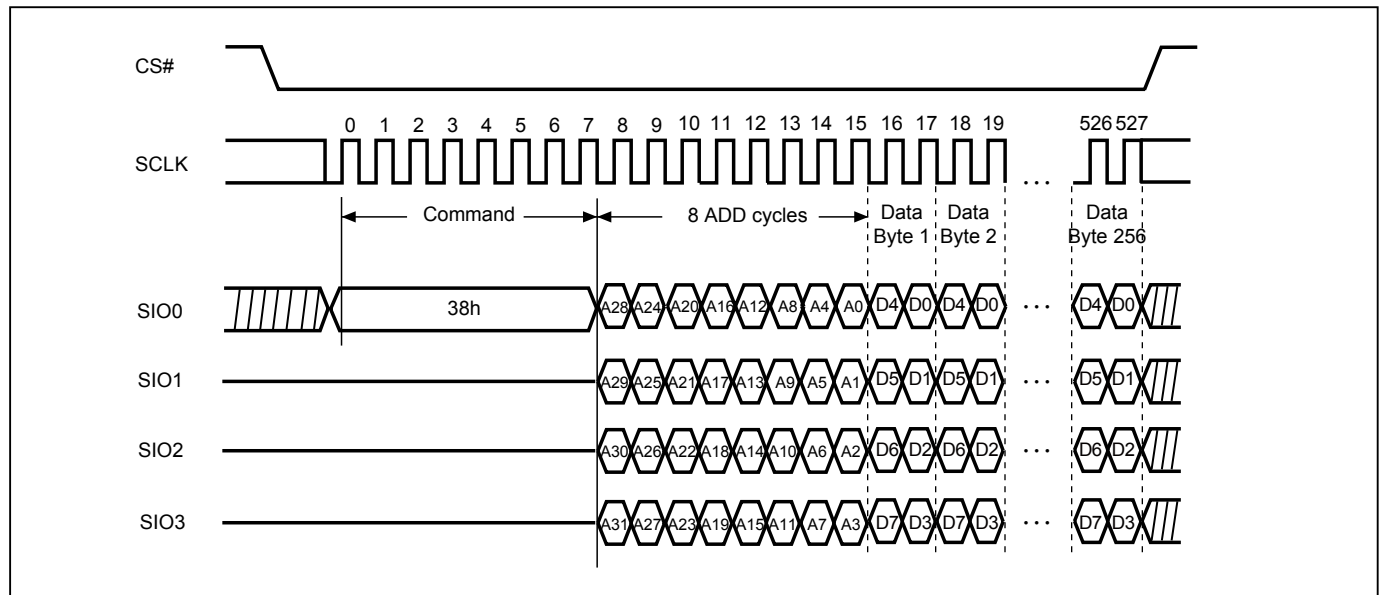 CS#
0 1 2 3 4 5 6 7 8 9 10 11 12 13 14 15 16 17 18 19 526 527
SCLK
...
Command 8 ADD cycles Data Data Data
Byte 1 Byte 2 Byte 256
SIO0 38h A28 A24 A20 A16 A12 A8 A4 A0 D4 D0 D4 D0 ... D4 D0
SIO1 A29 A25 A21 A17 A13 A9 A5 A1 D5 D1 D5 D1 ... D5 D1
SIO2 A30 A26 A22 A18 A14 A10 A6 A2 D6 D2 D6 D2 ... D6 D2
SIO3 A31 A27 A23 A19 A15 A11 A7 A3 D7 D3 D7 D3 ... D7 D3